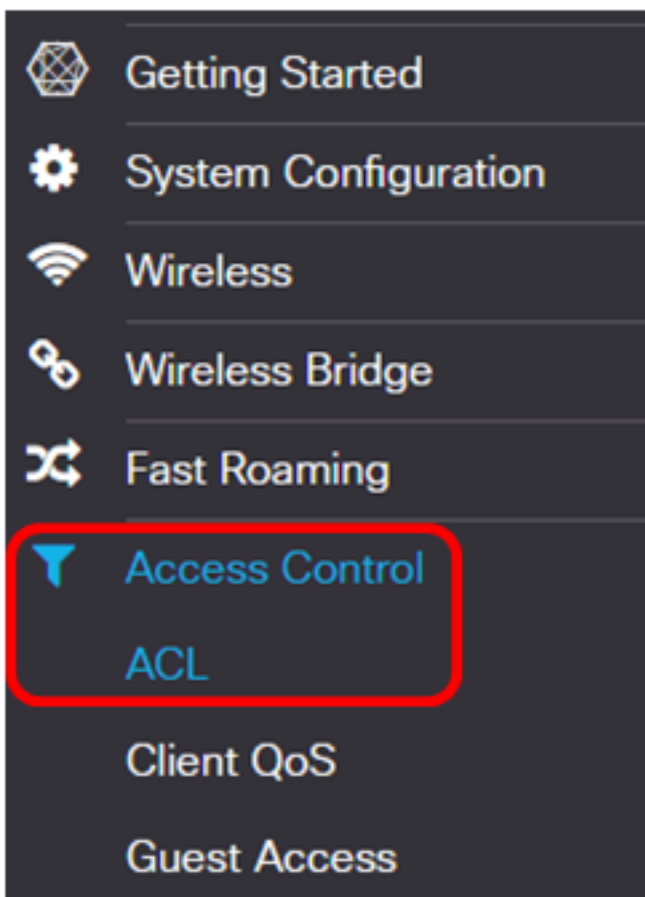 Getting Started
System Configuration
Wireless
Wireless Bridge
Fast Roaming
Access Control
ACL
Client QoS
Guest Access